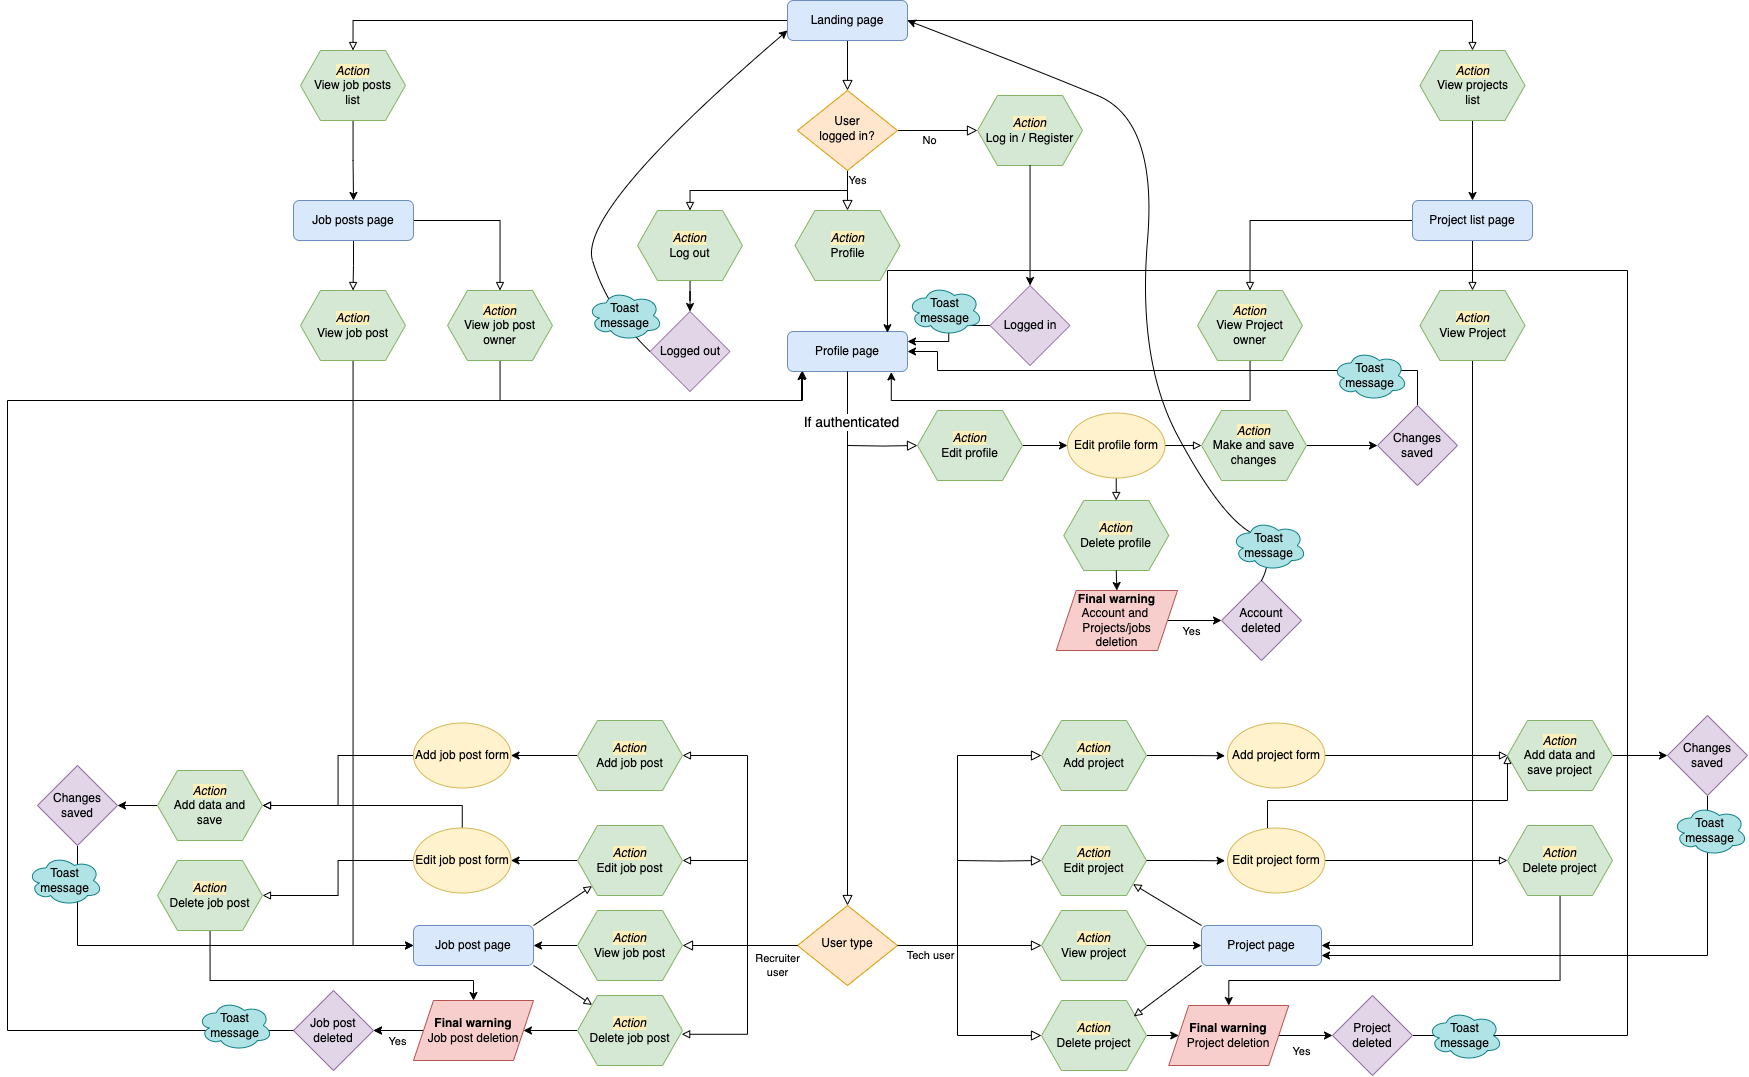 Landing page
Action
View job posts
list
Action
View projects
list
User
logged in?
No
Action
Log in / Register
Yes
Job posts page
Action
Log out
Action
Profile
Project list page
Action
View job post
Action
View job post
owner
Toast
message
Logged out
Toast
message
Logged in
Profile page
Action
View Project
owner
Action
View Project
Toast
message
If authenticated
Action
Edit profile
Edit profile form
Action
Make and save
changes
Changes
saved
Action
Delete profile
Toast
message
Final warning
Account and
Projects/jobs
deletion
Yes
Account
deleted
Add job post form
Action
Add job post
Action
Add project
Add project form
Action
Add data and
save project
Changes
saved
Changes
saved
Action
Add data and
save
Toast
message
Toast
message
Action
Delete job post
Edit job post form
Action
Edit job post
Action
Edit project
Edit project form
Action
Delete project
Job post page
Action
View job post
Recruiter
user
User type
Tech user
Action
View project
Project page
Toast
message
Job post
deleted
Yes
Final warning
Job post deletion
Action
Delete job post
Action
Delete project
Final warning
Project deletion
Yes
Project
deleted
Toast
message